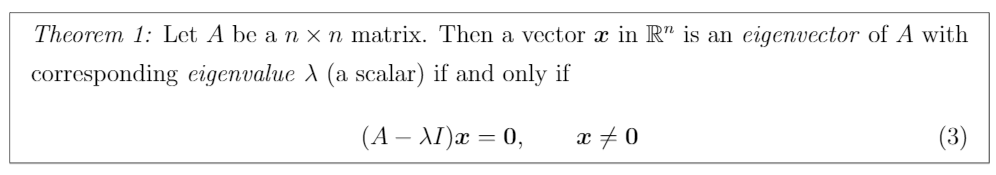 Theorem 1: Let A be a n × n matrix. Then a vector x in ℝⁿ is an eigenvector of A with
corresponding eigenvalue λ (a scalar) if and only if
(A − λI)x = 0, x ≠ 0 (3)